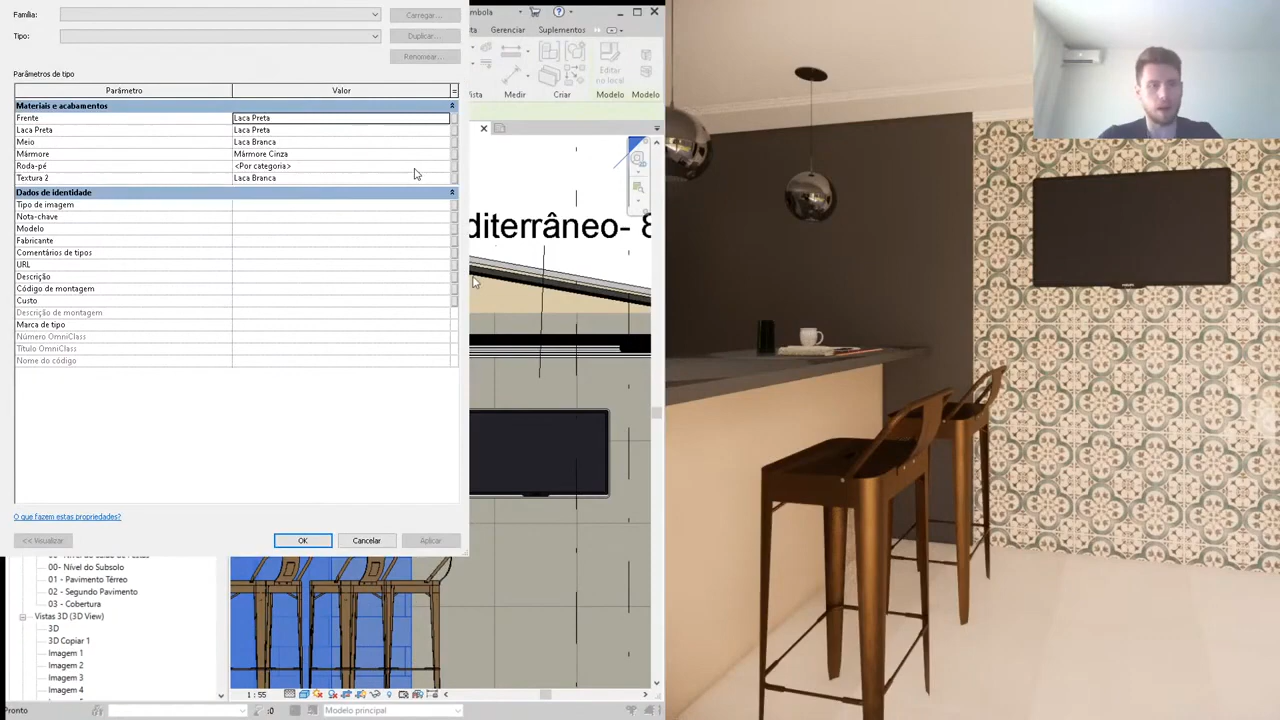 Família:
Carregar...
Tipo:
Duplicar...
Renomear...
Parâmetros de tipo
Parâmetro Valor =
Materiais e acabamentos
Frente Laca Preta
Laca Preta Laca Preta
Meio Laca Branca
Mármore Mármore Cinza
Roda-pé <Por categoria>
Textura 2 Laca Branca
Dados de identidade
Tipo de imagem
Nota-chave
Modelo
Fabricante
Comentários de tipos
URL
Descrição
Código de montagem
Custo
Descrição de montagem
Marca de tipo
Número OmniClass
Título OmniClass
Nome do código
O que fazem estas propriedades?
<< Visualizar OK Cancelar Aplicar
mbola
ta Gerenciar Suplementos
Editar
no local
ista Medir Criar Modelo Modelo
diterrâneo- 8
00- Nível do Subsolo
01 - Pavimento Térreo
02 - Segundo Pavimento
03 - Cobertura
Vistas 3D (3D View)
3D
3D Copiar 1
Imagem 1
Imagem 2
Imagem 3
Imagem 4
1 : 55
Pronto
:0
Modelo principal